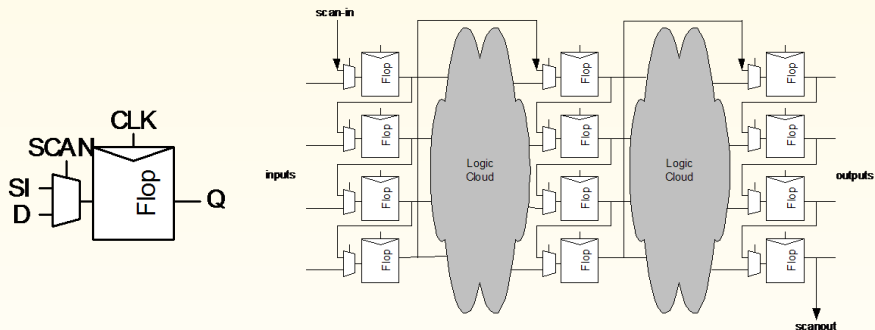 CLK
SCAN
SI
D
Flop
Q
scan-in
inputs
Flop
Flop
Flop
Flop
Logic
Cloud
Flop
Flop
Flop
Flop
Logic
Cloud
Flop
Flop
Flop
Flop
outputs
scanout